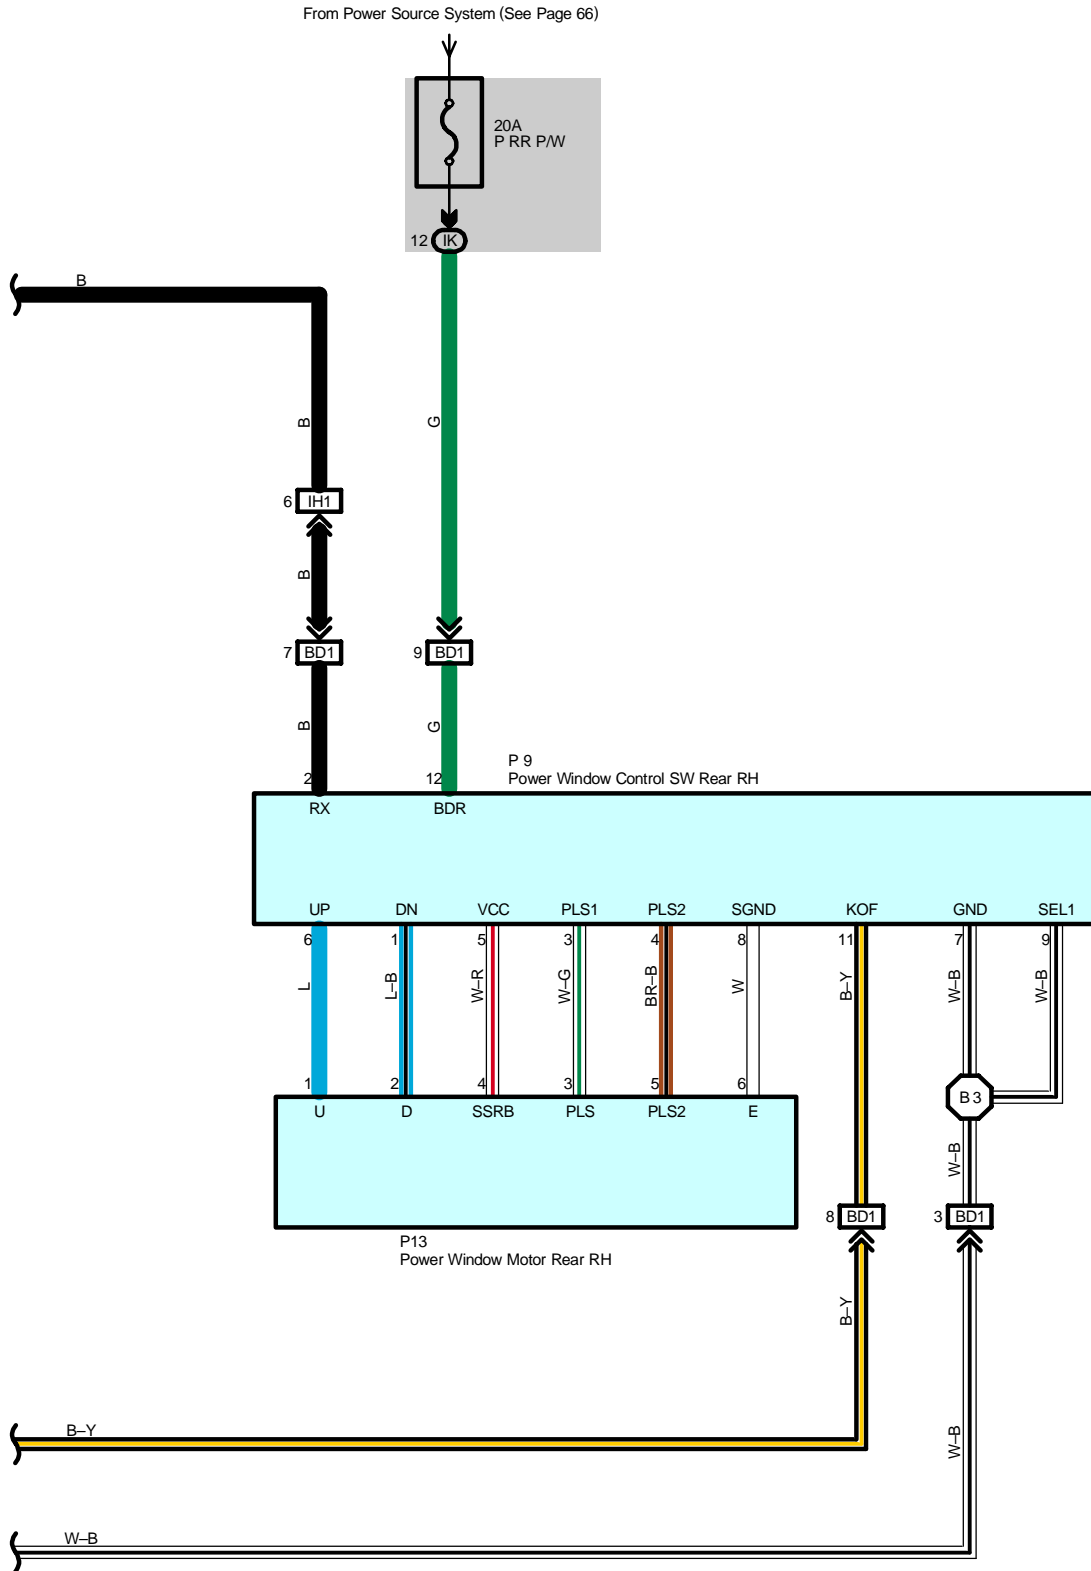 From Power Source System (See Page 66)
20A
P RR P/W
12 IK
B
B
G
6 IH1
B
7 BD1
9 BD1
B
G
P 9
Power Window Control SW Rear RH
2
12
RX
BDR
UP
DN
VCC
PLS1
PLS2
SGND
KOF
GND
SEL1
6
1
5
3
4
8
11
7
9
L
L–B
W–R
W–G
BR–B
W
B–Y
W–B
W–B
1
2
4
3
5
6
B 3
U
D
SSRB
PLS
PLS2
E
W–B
8 BD1
3 BD1
P13
Power Window Motor Rear RH
B–Y
B–Y
W–B
W–B